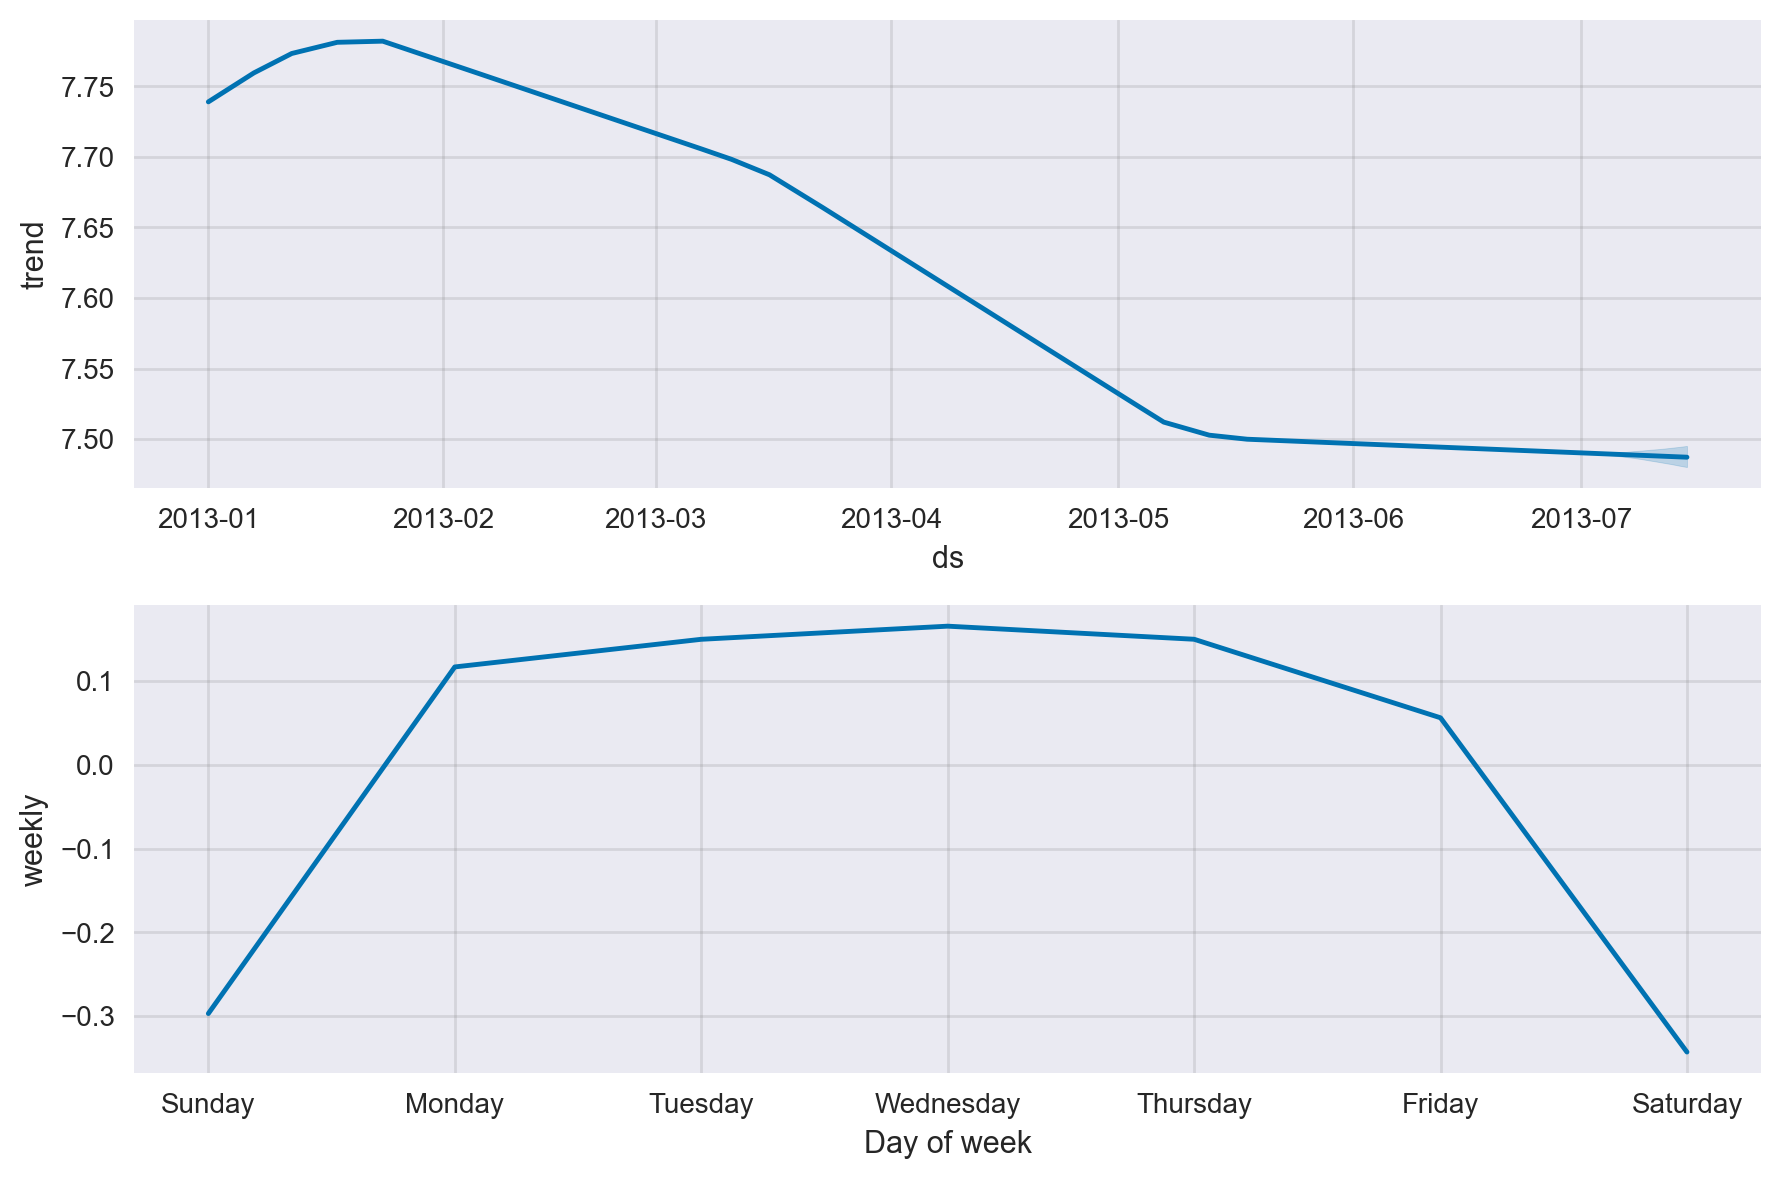 trend
7.75
7.70
7.65
7.60
7.55
7.50
2013-01 2013-02 2013-03 2013-04 2013-05 2013-06 2013-07
ds
weekly
0.1
0.0
−0.1
−0.2
−0.3
Sunday Monday Tuesday Wednesday Thursday Friday Saturday
Day of week